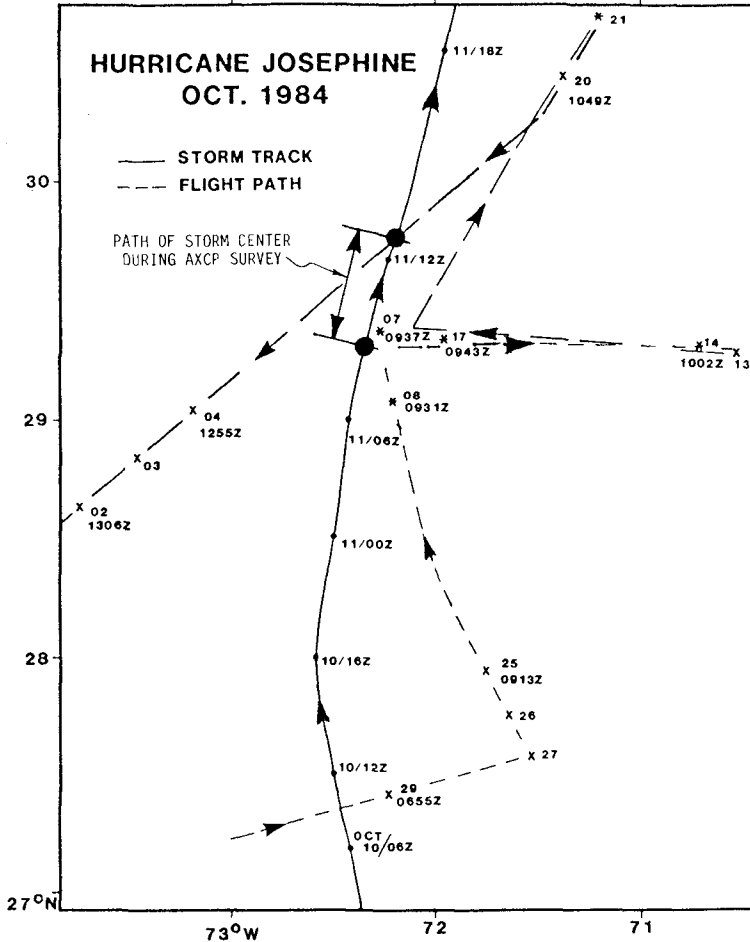 HURRICANE JOSEPHINE
OCT. 1984
STORM TRACK
FLIGHT PATH
PATH OF STORM CENTER
DURING AXCP SURVEY
11/18Z
21
20
1049Z
30
11/12Z
07
0937Z
17
0943Z
14
1002Z
13
08
0931Z
29
04
1255Z
11/06Z
03
02
1306Z
11/00Z
28
10/16Z
25
0913Z
26
27
10/12Z
29
0655Z
OCT
10/06Z
27°N
73°W
72
71